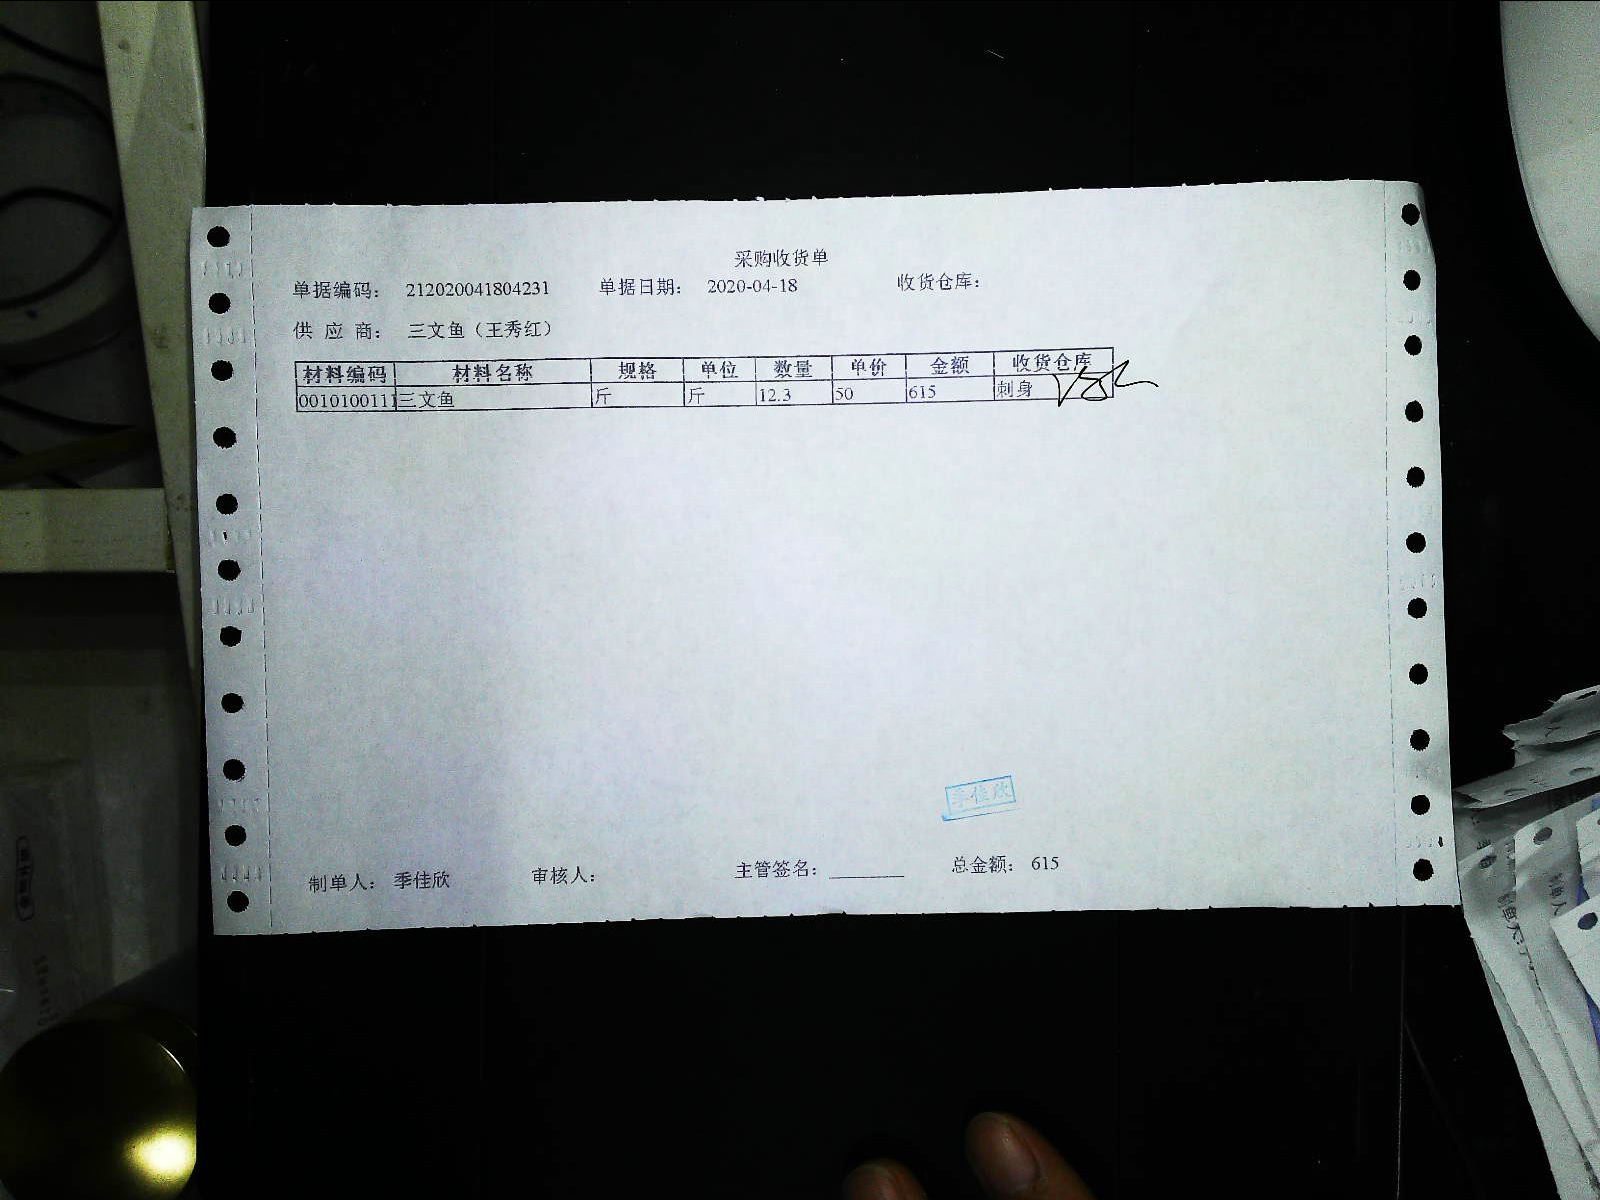 采购收货单
单据编码： 212020041804231 单据日期： 2020-04-18 收货仓库：
供 应 商： 三文鱼（王秀红）
材料编码 材料名称 规格 单位 数量 单价 金额 收货仓库
0010100111 三文鱼 斤 斤 12.3 50 615 刺身
季佳欣
制单人： 季佳欣 审核人： 主管签名：________ 总金额： 615